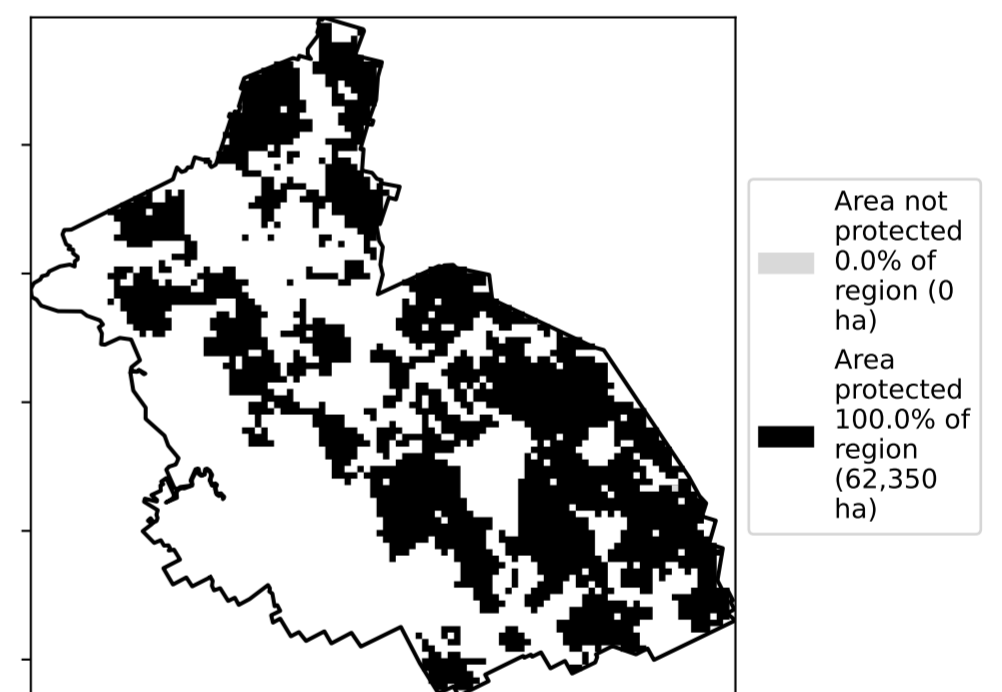 Area not
protected
0.0% of
region (0
ha)
Area
protected
100.0% of
region
(62,350
ha)